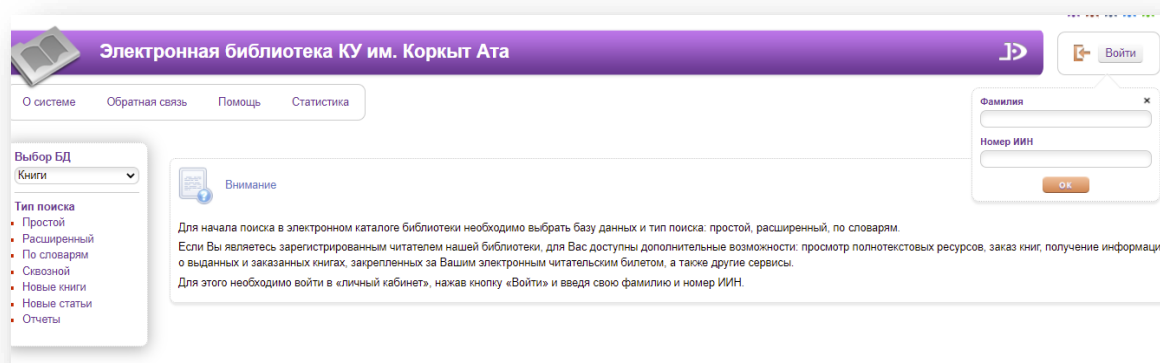 Электронная библиотека КУ им. Коркыт Ата
Войти
О системе Обратная связь Помощь Статистика
Фамилия ×
Номер ИИН
ОК
Выбор БД
Книги
Тип поиска
Простой
Расширенный
По словарям
Сквозной
Новые книги
Новые статьи
Отчеты
Внимание
Для начала поиска в электронном каталоге библиотеки необходимо выбрать базу данных и тип поиска: простой, расширенный, по словарям.
Если Вы являетесь зарегистрированным читателем нашей библиотеки, для Вас доступны дополнительные возможности: просмотр полнотекстовых ресурсов, заказ книг, получение информаци
о выданных и заказанных книгах, закрепленных за Вашим электронным читательским билетом, а также другие сервисы.
Для этого необходимо войти в «личный кабинет», нажав кнопку «Войти» и введя свою фамилию и номер ИИН.